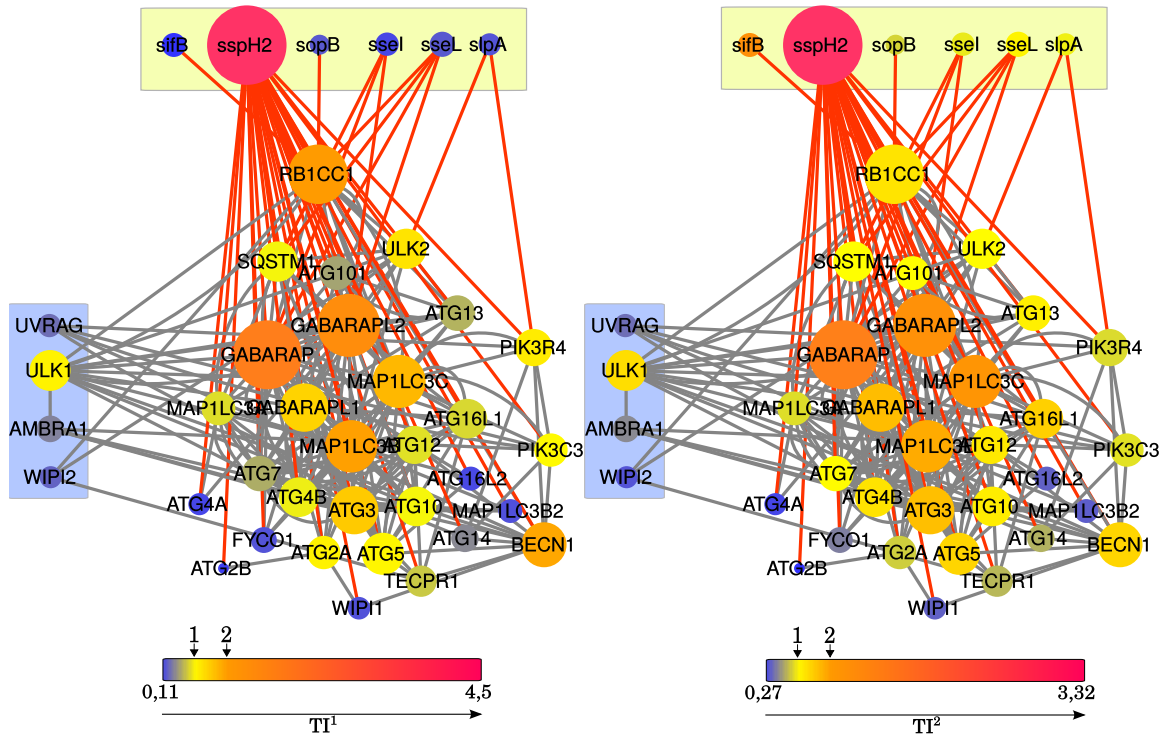 sifB sspH2 sopB sseI sseL slpA
RB1CC1
ULK2
SQSTM1
ATG101
ATG13
UVRAG
GABARAPL2
PIK3R4
GABARAP
ULK1
MAP1LC3C
MAP1LC3A
GABARAPL1
ATG16L1
AMBRA1
MAP1LC3B
ATG12
PIK3C3
ATG7
WIPI2
ATG16L2
ATG4B
ATG4A
ATG3
ATG10
MAP1LC3B2
FYCO1
ATG14
BECN1
ATG2A
ATG5
ATG2B
TECPR1
WIPI1
1 2
0,11 4,5
TI¹
sifB sspH2 sopB sseI sseL slpA
RB1CC1
ULK2
SQSTM1
ATG101
ATG13
UVRAG
GABARAPL2
PIK3R4
GABARAP
ULK1
MAP1LC3C
MAP1LC3A
GABARAPL1
ATG16L1
AMBRA1
MAP1LC3B
ATG12
PIK3C3
ATG7
WIPI2
ATG16L2
ATG4B
ATG4A
ATG3
ATG10
MAP1LC3B2
FYCO1
ATG14
BECN1
ATG2A
ATG5
ATG2B
TECPR1
WIPI1
1 2
0,27 3,32
TI²